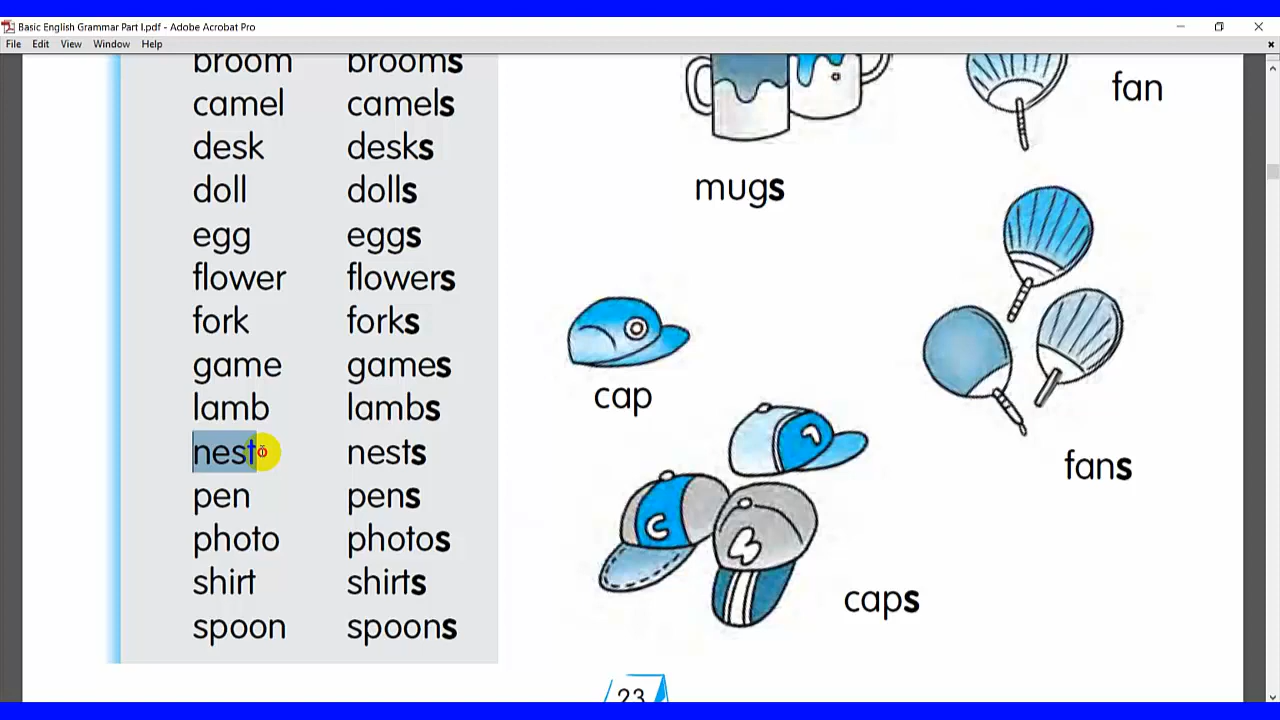 Basic English Grammar Part I.pdf - Adobe Acrobat Pro
File Edit View Window Help
broom brooms
camel camels
desk desks
doll dolls
egg eggs
flower flowers
fork forks
game games
lamb lambs
nest nests
pen pens
photo photos
shirt shirts
spoon spoons
mugs
fan
cap
fans
caps
23